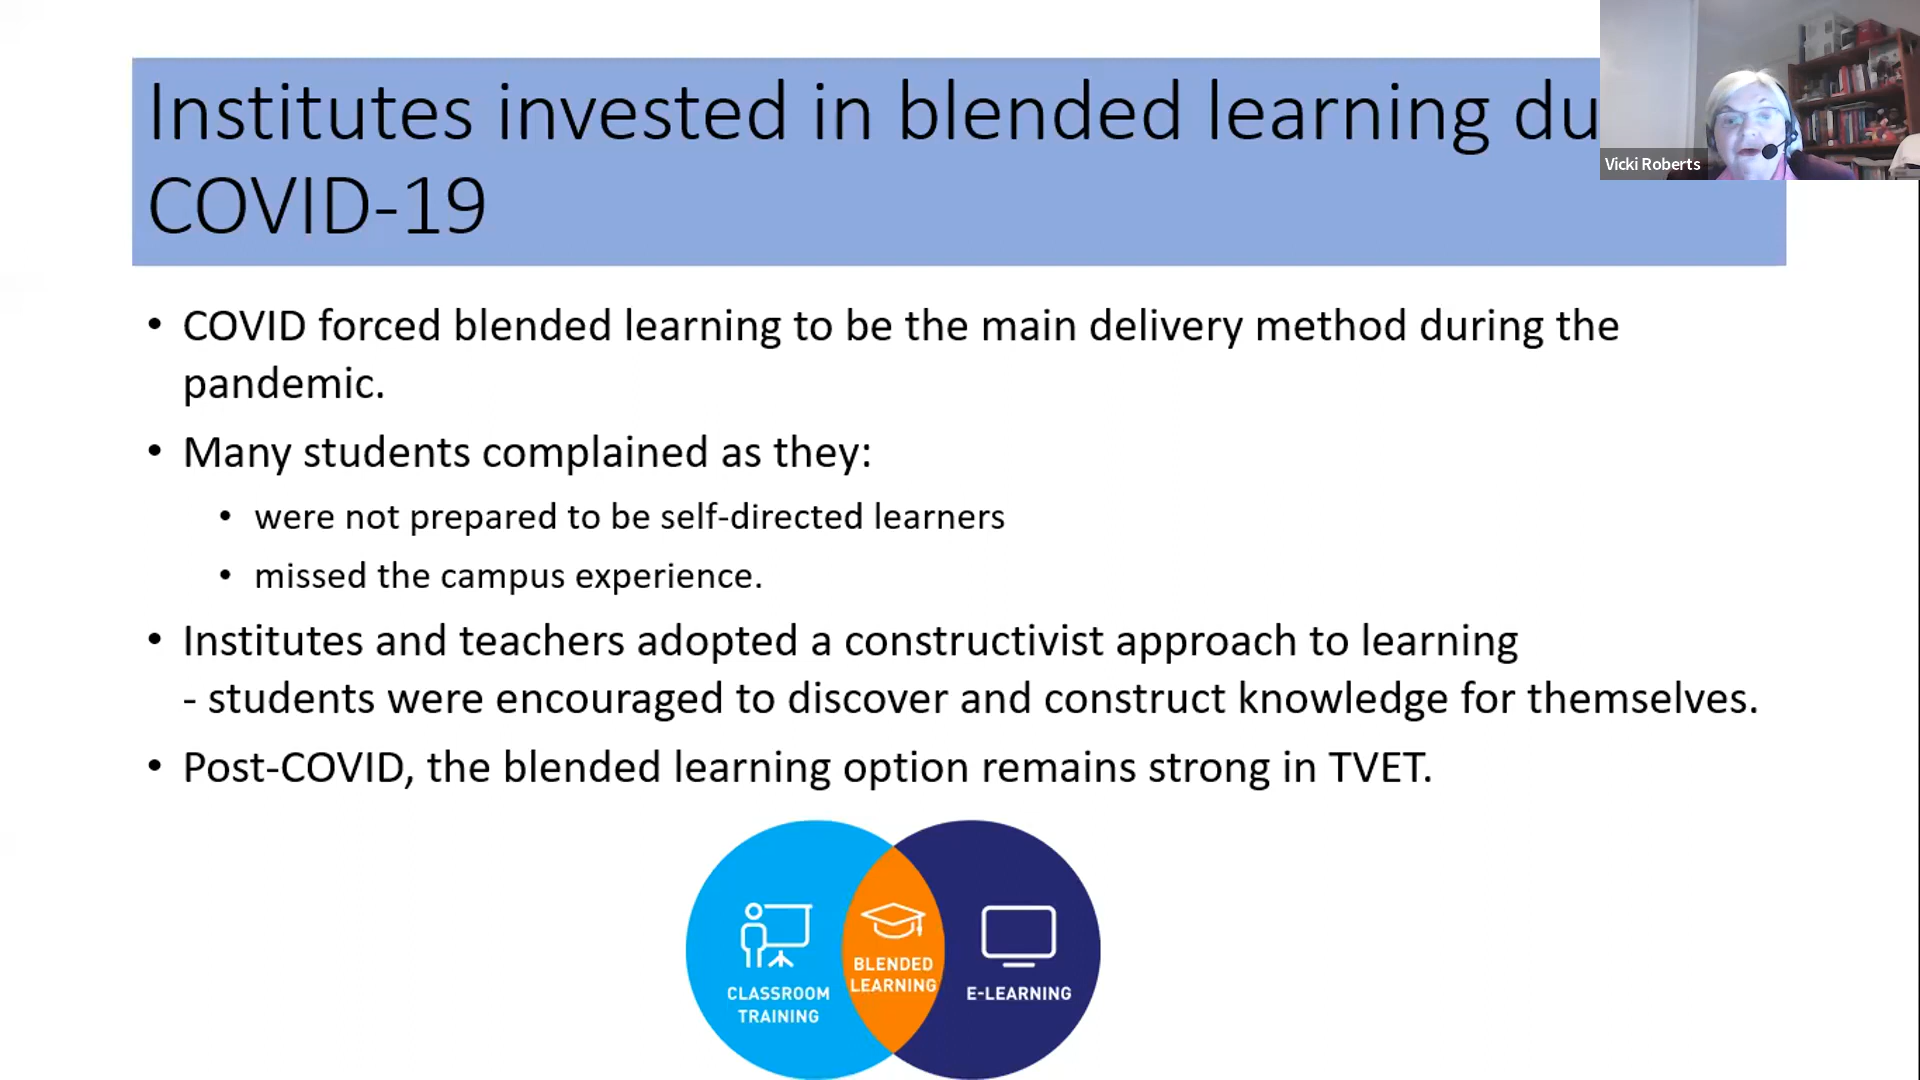 Institutes invested in blended learning du
COVID-19
Vicki Roberts
• COVID forced blended learning to be the main delivery method during the
pandemic.
• Many students complained as they:
• were not prepared to be self-directed learners
• missed the campus experience.
• Institutes and teachers adopted a constructivist approach to learning
- students were encouraged to discover and construct knowledge for themselves.
• Post-COVID, the blended learning option remains strong in TVET.
CLASSROOM
TRAINING
BLENDED
LEARNING
E-LEARNING